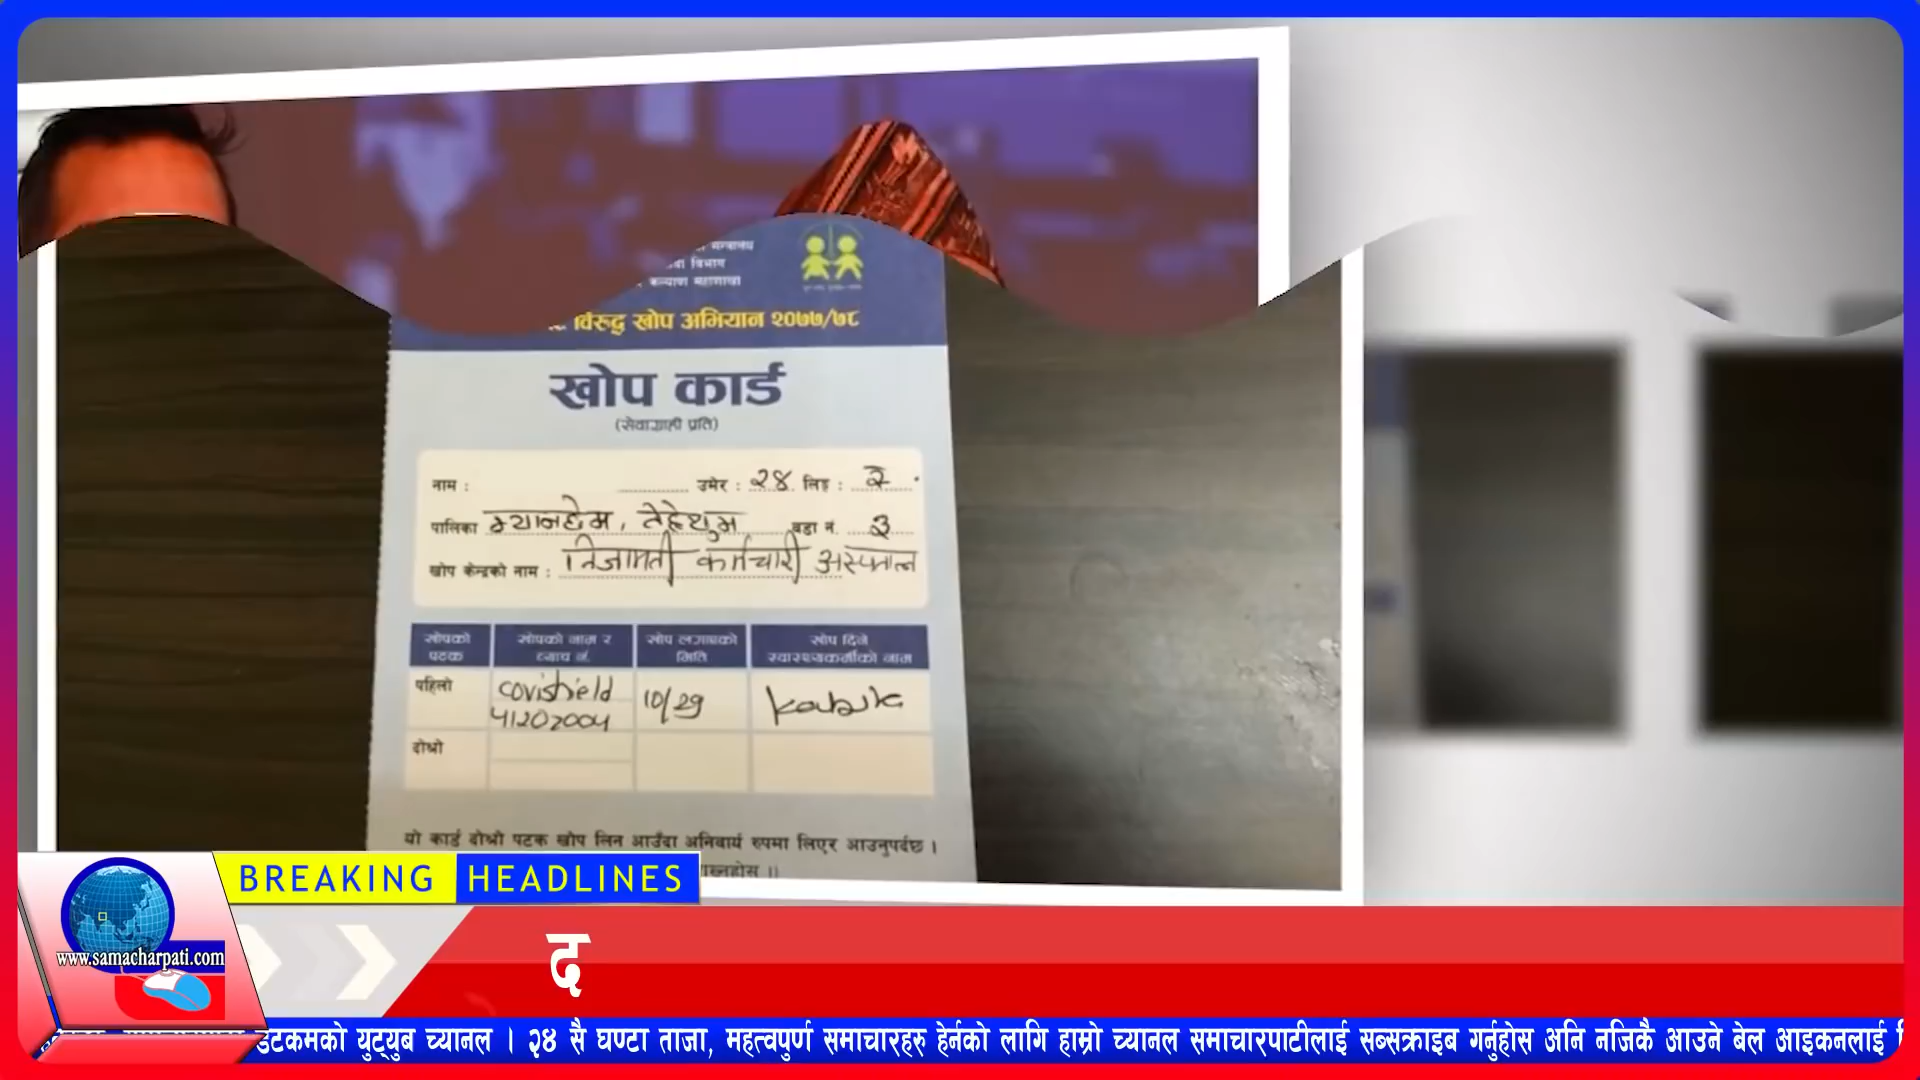 विभाग
विरुद्ध खोप अभियान २०७७/७८
खोप कार्ड
(सेवाग्राही प्रति)
नाम : उमेर : २४ लिङ्ग :
पालिका म्यानछेम, तेह्रथुम वडा नं. ३
खोप केन्द्रको नाम : निजामती कर्मचारी अस्पताल
खोपको पटक खोपको नाम र ब्याच नं. खोप लगाएको मिति खोप दिने स्वास्थ्यकर्मीको नाम
पहिलो covishield 41202004 10/29
दोश्रो
यो कार्ड दोश्रो पटक खोप लिन आउँदा अनिवार्य रुपमा लिएर आउनुपर्दछ ।
BREAKING HEADLINES
www.samacharpati.com
द
डटकमको युट्युब च्यानल । २४ सै घण्टा ताजा, महत्वपुर्ण समाचारहरु हेर्नको लागि हाम्रो च्यानल समाचारपाटीलाई सब्सक्राइब गर्नुहोस अनि नजिकै आउने बेल आइकनलाई